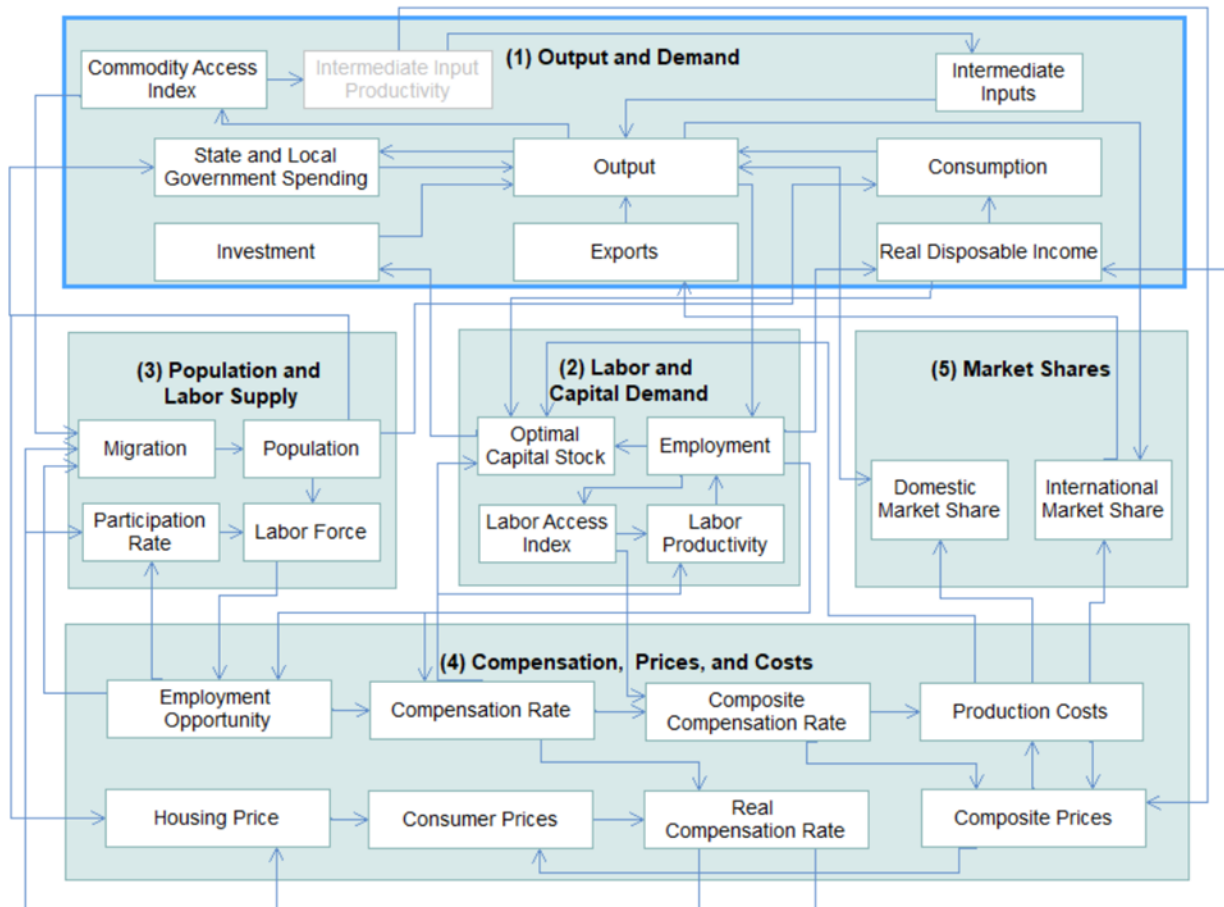 (1) Output and Demand
Commodity Access
Index
Intermediate Input
Productivity
Intermediate
Inputs
State and Local
Government Spending
Output
Consumption
Investment
Exports
Real Disposable Income
(3) Population and
Labor Supply
Migration
Population
Participation
Rate
Labor Force
(2) Labor and
Capital Demand
Optimal
Capital Stock
Employment
Labor Access
Index
Labor
Productivity
(5) Market Shares
Domestic
Market Share
International
Market Share
(4) Compensation, Prices, and Costs
Employment
Opportunity
Compensation Rate
Composite
Compensation Rate
Production Costs
Housing Price
Consumer Prices
Real
Compensation Rate
Composite Prices